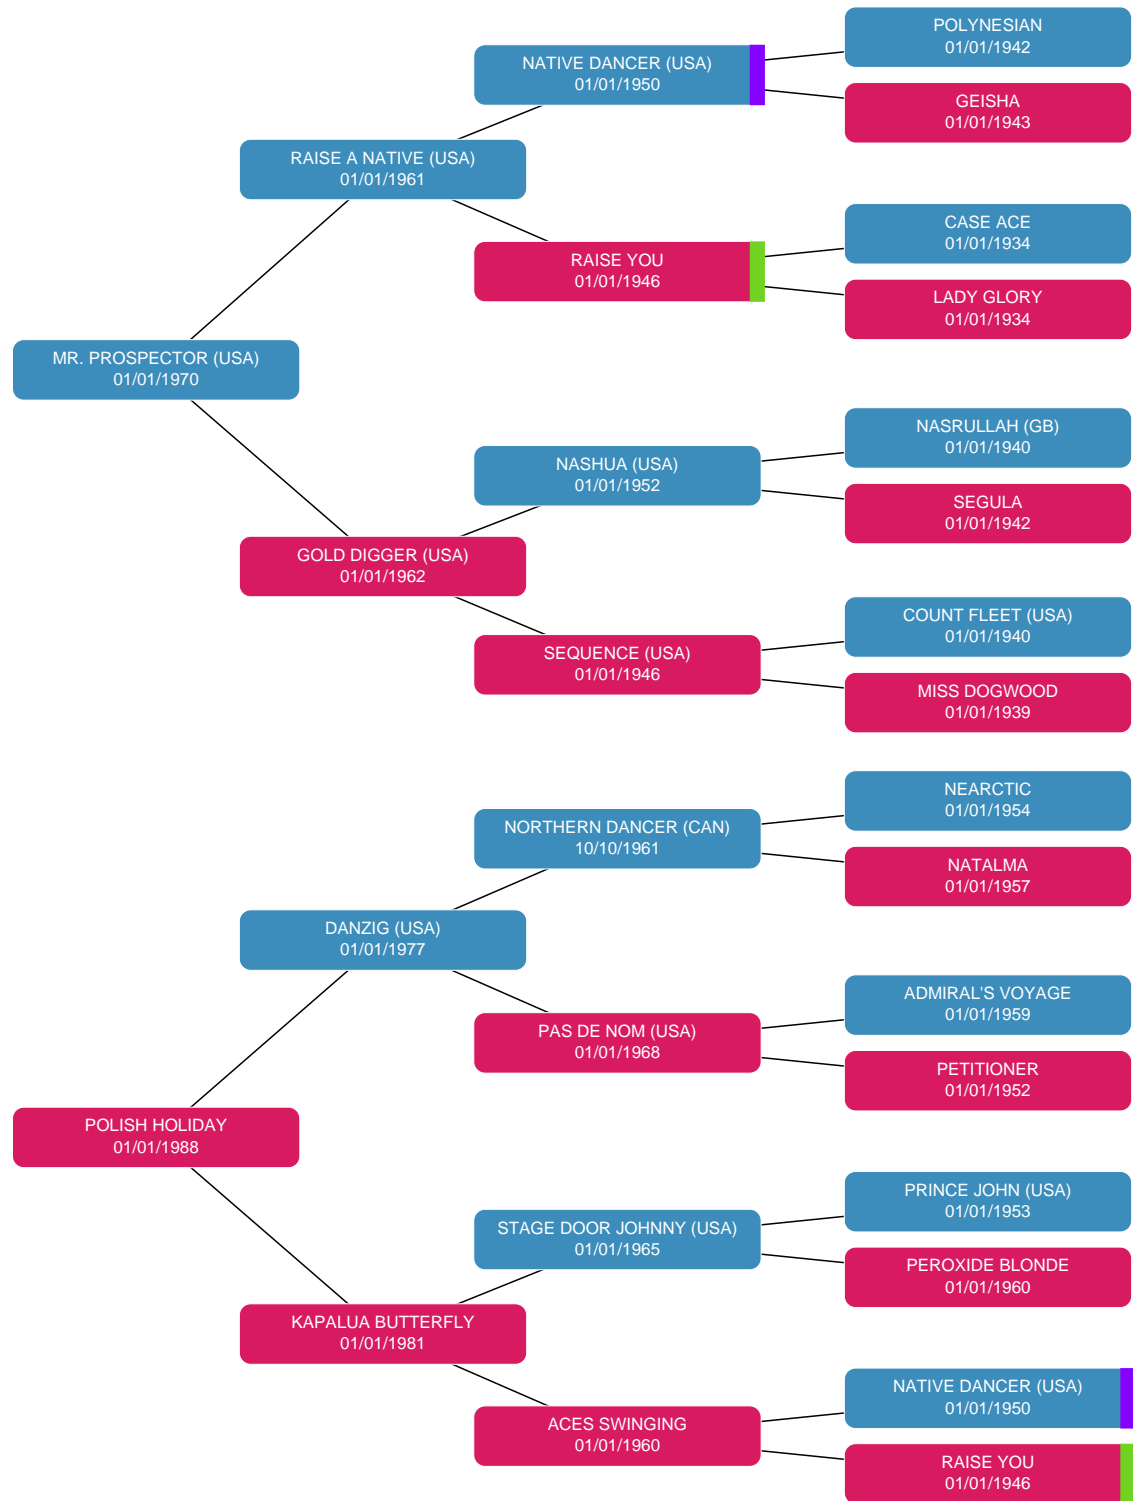 POLYNESIAN
01/01/1942
NATIVE DANCER (USA)
01/01/1950
GEISHA
01/01/1943
RAISE A NATIVE (USA)
01/01/1961
CASE ACE
01/01/1934
RAISE YOU
01/01/1946
LADY GLORY
01/01/1934
MR. PROSPECTOR (USA)
01/01/1970
NASRULLAH (GB)
01/01/1940
NASHUA (USA)
01/01/1952
SEGULA
01/01/1942
GOLD DIGGER (USA)
01/01/1962
COUNT FLEET (USA)
01/01/1940
SEQUENCE (USA)
01/01/1946
MISS DOGWOOD
01/01/1939
NEARCTIC
01/01/1954
NORTHERN DANCER (CAN)
10/10/1961
NATALMA
01/01/1957
DANZIG (USA)
01/01/1977
ADMIRAL'S VOYAGE
01/01/1959
PAS DE NOM (USA)
01/01/1968
PETITIONER
01/01/1952
POLISH HOLIDAY
01/01/1988
PRINCE JOHN (USA)
01/01/1953
STAGE DOOR JOHNNY (USA)
01/01/1965
PEROXIDE BLONDE
01/01/1960
KAPALUA BUTTERFLY
01/01/1981
NATIVE DANCER (USA)
01/01/1950
ACES SWINGING
01/01/1960
RAISE YOU
01/01/1946